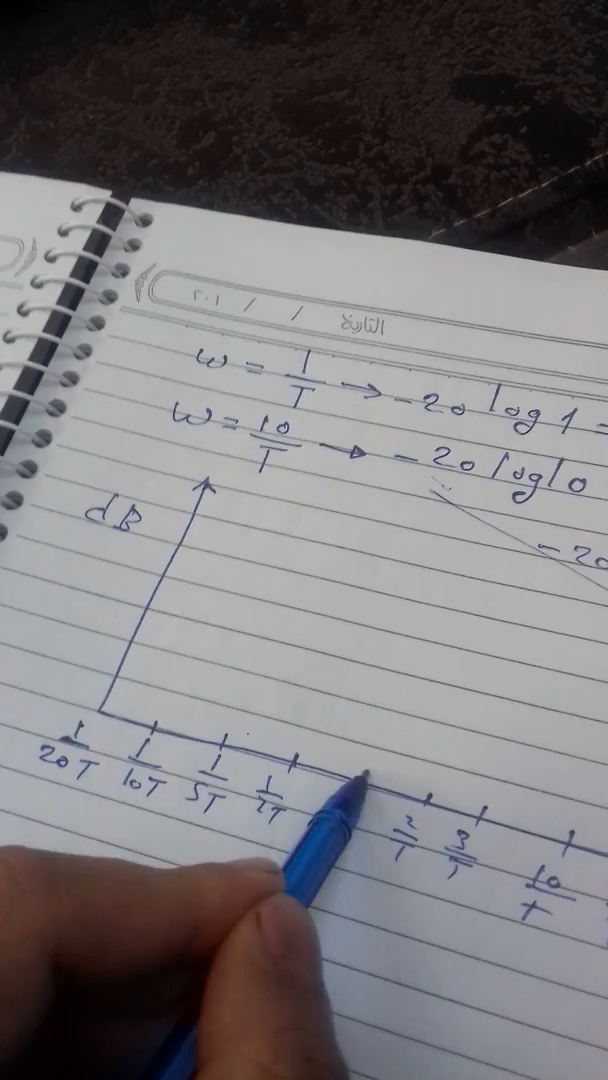 التاريخ / / ٢٠١
w = 1/T → -20 log 1 =
w = 10/T → -20 log 10
-20
dB
1/20T 1/10T 1/5T 1/2T 2/T 3/T 10/T